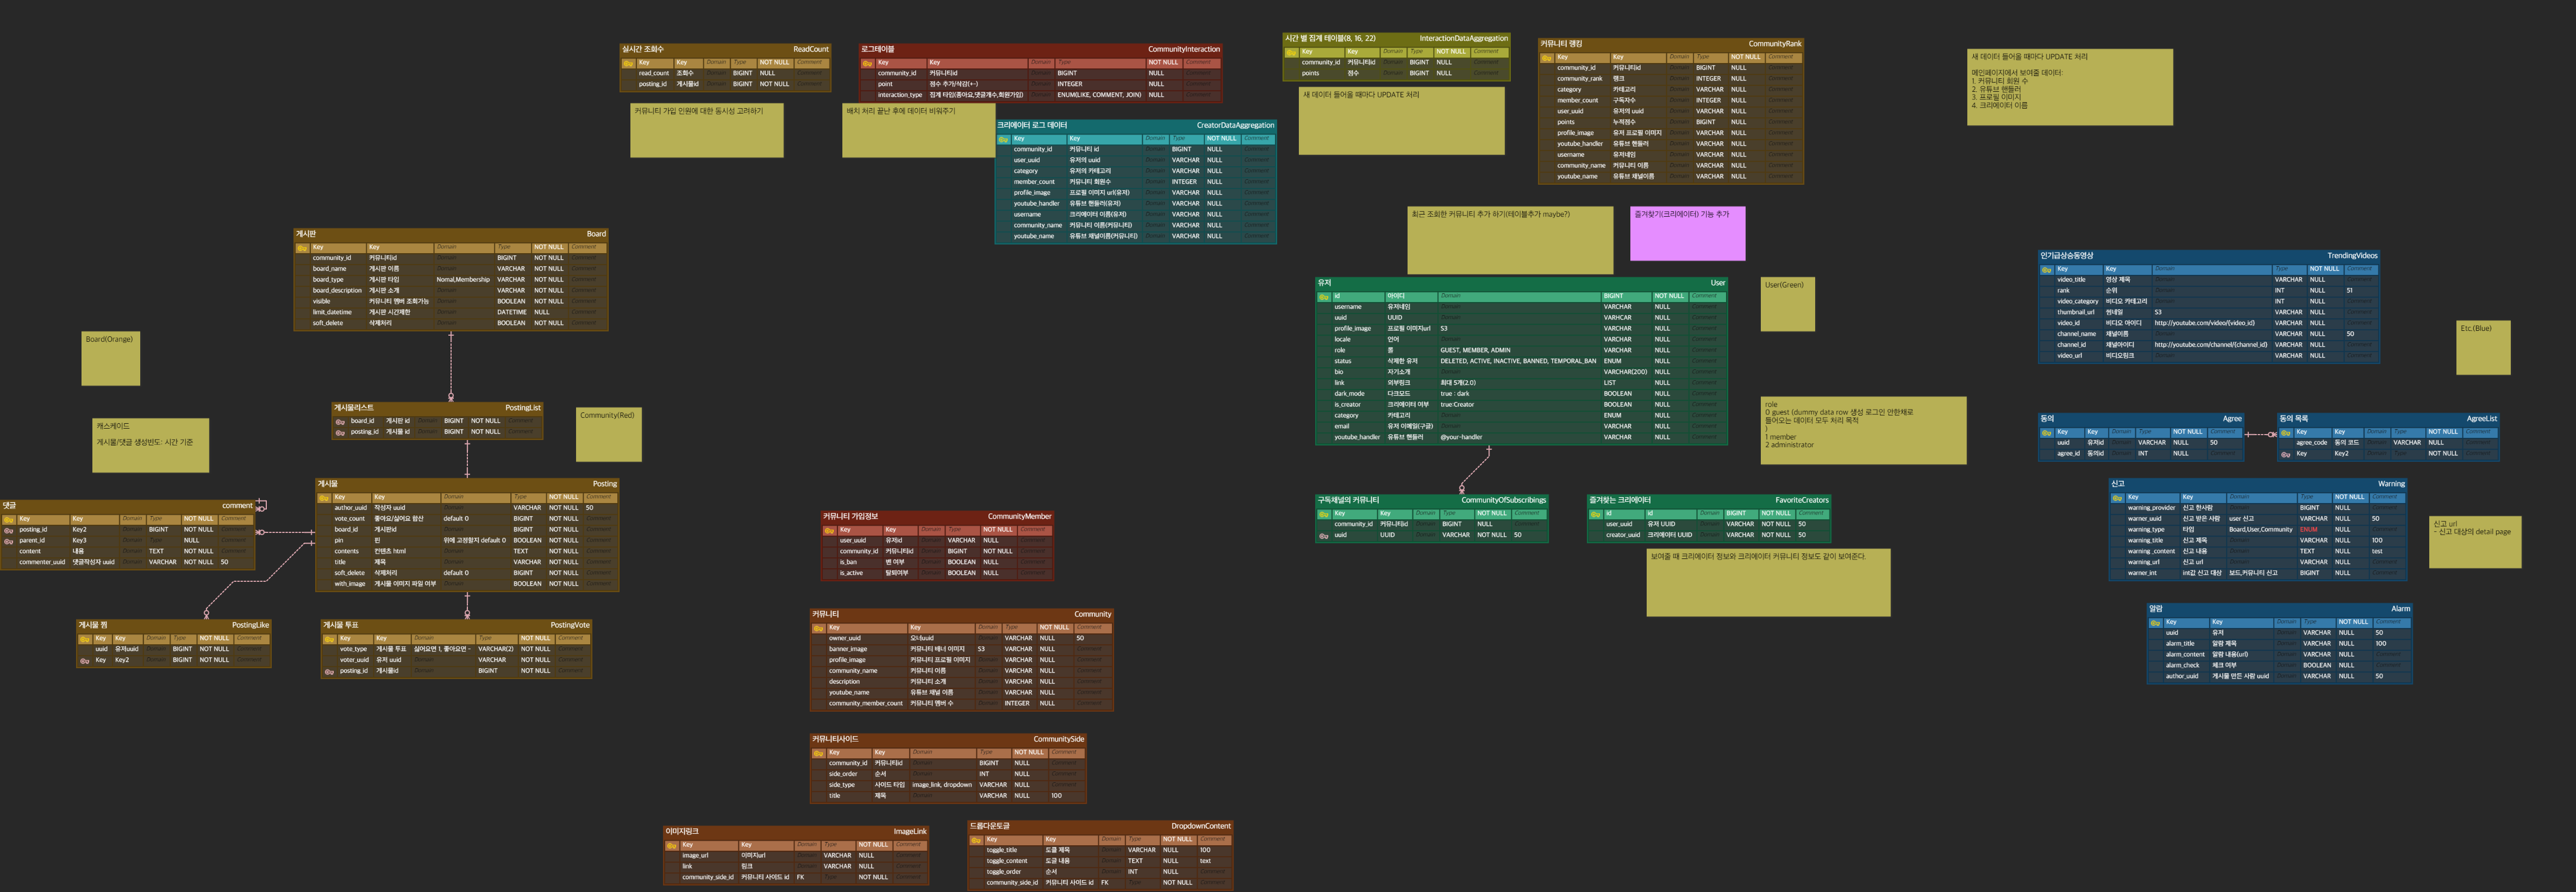 실시간 조회수 ReadCount
Key Key Domain Type NOT NULL Comment
read_count 조회수 Domain BIGINT NULL Comment
posting_id 게시물id Domain BIGINT NOT NULL Comment
커뮤니티 가입 인원에 대한 동시성 고려하기
로그테이블 CommunityInteraction
Key Key Domain Type NOT NULL Comment
community_id 커뮤니티id Domain BIGINT NULL Comment
point 점수 추가/삭감(+-) Domain INTEGER NULL Comment
interaction_type 집계 타입(좋아요,댓글개수,회원가입) Domain ENUM(LIKE, COMMENT, JOIN) NULL Comment
배치 처리 끝난 후에 데이터 비워주기
크리에이터 로그 데이터 CreatorDataAggregation
Key Key Domain Type NOT NULL Comment
community_id 커뮤니티 id Domain BIGINT NULL Comment
user_uuid 유저의 uuid Domain VARCHAR NULL Comment
category 유저의 카테고리 Domain VARCHAR NULL Comment
member_count 커뮤니티 회원수 Domain INTEGER NULL Comment
profile_image 프로필 이미지 url(유저) Domain VARCHAR NULL Comment
youtube_handler 유튜브 핸들러(유저) Domain VARCHAR NULL Comment
username 크리에이터 이름(유저) Domain VARCHAR NULL Comment
community_name 커뮤니티 이름(커뮤니티) Domain VARCHAR NULL Comment
youtube_name 유튜브 채널이름(커뮤니티) Domain VARCHAR NULL Comment
시간 별 집계 테이블(8, 16, 22) InteractionDataAggregation
Key Key Domain Type NOT NULL Comment
community_id 커뮤니티id Domain BIGINT NULL Comment
points 점수 Domain BIGINT NULL Comment
새 데이터 들어올 때마다 UPDATE 처리
커뮤니티 랭킹 CommunityRank
Key Key Domain Type NOT NULL Comment
community_id 커뮤니티id Domain BIGINT NULL Comment
community_rank 랭크 Domain INTEGER NULL Comment
category 카테고리 Domain VARCHAR NULL Comment
member_count 구독자수 Domain INTEGER NULL Comment
user_uuid 유저의 uuid Domain VARCHAR NULL Comment
points 누적점수 Domain BIGINT NULL Comment
profile_image 유저 프로필 이미지 Domain VARCHAR NULL Comment
youtube_handler 유튜브 핸들러 Domain VARCHAR NULL Comment
username 유저네임 Domain VARCHAR NULL Comment
community_name 커뮤니티 이름 Domain VARCHAR NULL Comment
youtube_name 유튜브 채널이름 Domain VARCHAR NULL Comment
새 데이터 들어올 때마다 UPDATE 처리
메인페이지에서 보여줄 데이터:
1. 커뮤니티 회원 수
2. 유튜브 핸들러
3. 프로필 이미지
4. 크리에이터 이름
게시판 Board
Key Key Domain Type NOT NULL Comment
community_id 커뮤니티id Domain BIGINT NOT NULL Comment
board_name 게시판 이름 Domain VARCHAR NOT NULL Comment
board_type 게시판 타입 Nomal,Membership VARCHAR NOT NULL Comment
board_description 게시판 소개 Domain VARCHAR NOT NULL Comment
visible 커뮤니티 멤버 조회가능 Domain BOOLEAN NOT NULL Comment
limit_datetime 게시판 시간제한 Domain DATETIME NULL Comment
soft_delete 삭제처리 Domain BOOLEAN NOT NULL Comment
Board(Orange)
캐스케이드
게시물/댓글 생성빈도: 시간 기준
게시물리스트 PostingList
board_id 게시판 id Domain BIGINT NOT NULL Comment
posting_id 게시물 id Domain BIGINT NOT NULL Comment
Community(Red)
댓글 comment
Key Key Domain Type NOT NULL Comment
posting_id Key2 Domain BIGINT NOT NULL Comment
parent_id Key3 Domain Type NULL Comment
content 내용 Domain TEXT NOT NULL Comment
commenter_uuid 댓글작성자 uuid Domain VARCHAR NOT NULL 50
게시물 Posting
Key Key Domain Type NOT NULL Comment
author_uuid 작성자 uuid Domain VARCHAR NOT NULL 50
vote_count 좋아요/싫어요 합산 default 0 BIGINT NOT NULL Comment
board_id 게시판id Domain BIGINT NOT NULL Comment
pin 핀 위에 고정할지 default 0 BOOLEAN NOT NULL Comment
contents 컨텐츠 html Domain TEXT NOT NULL Comment
title 제목 Domain VARCHAR NOT NULL Comment
soft_delete 삭제처리 default 0 BIGINT NOT NULL Comment
with_image 게시물 이미지 파일 여부 Domain BOOLEAN NOT NULL Comment
게시물 찜 PostingLike
Key Key Domain Type NOT NULL Comment
uuid 유저uuid Domain BIGINT NOT NULL Comment
Key Key2 Domain BIGINT NOT NULL Comment
게시물 투표 PostingVote
Key Key Domain Type NOT NULL Comment
vote_type 게시물 투표 싫어요면 1, 좋아요면 - VARCHAR(2) NOT NULL Comment
voter_uuid 유저 uuid Domain VARCHAR NOT NULL Comment
posting_id 게시물id Domain BIGINT NOT NULL Comment
커뮤니티 가입정보 CommunityMember
Key Key Domain Type NOT NULL Comment
user_uuid 유저id Domain VARCHAR NULL Comment
community_id 커뮤니티id Domain BIGINT NOT NULL Comment
is_ban 밴 여부 Domain BOOLEAN NULL Comment
is_active 탈퇴여부 Domain BOOLEAN NULL Comment
커뮤니티 Community
Key Key Domain Type NOT NULL Comment
owner_uuid 오너uuid Domain VARCHAR NULL 50
banner_image 커뮤니티 배너 이미지 S3 VARCHAR NULL Comment
profile_image 커뮤니티 프로필 이미지 Domain VARCHAR NULL Comment
community_name 커뮤니티 이름 Domain VARCHAR NULL Comment
description 커뮤니티 소개 Domain VARCHAR NULL Comment
youtube_name 유튜브 채널 이름 Domain VARCHAR NULL Comment
community_member_count 커뮤니티 멤버 수 Domain INTEGER NULL Comment
커뮤니티사이드 CommunitySide
Key Key Domain Type NOT NULL Comment
community_id 커뮤니티id Domain BIGINT NULL Comment
side_order 순서 Domain INT NULL Comment
side_type 사이드 타입 image_link, dropdown VARCHAR NULL Comment
title 제목 Domain VARCHAR NULL 100
이미지링크 ImageLink
Key Key Domain Type NOT NULL Comment
image_url 이미지url Domain VARCHAR NULL Comment
link 링크 Domain VARCHAR NULL Comment
community_side_id 커뮤니티 사이드 id FK Type NOT NULL Comment
드롭다운토글 DropdownContent
Key Key Domain Type NOT NULL Comment
toggle_title 토글 제목 Domain VARCHAR NULL 100
toggle_content 토글 내용 Domain TEXT NULL text
toggle_order 순서 Domain INT NULL Comment
community_side_id 커뮤니티 사이드 id FK Type NOT NULL Comment
최근 조회한 커뮤니티 추가 하기(테이블추가 maybe?)
즐겨찾기(크리에이터) 기능 추가
유저 User
id 아이디 Domain BIGINT NOT NULL Comment
username 유저네임 Domain VARCHAR NULL Comment
uuid UUID Domain VARHCAR NULL Comment
profile_image 프로필 이미지url S3 VARCHAR NULL Comment
locale 언어 Domain VARCHAR NULL Comment
role 롤 GUEST, MEMBER, ADMIN VARCHAR NULL Comment
status 삭제한 유저 DELETED, ACTIVE, INACTIVE, BANNED, TEMPORAL_BAN ENUM NULL Comment
bio 자기소개 Domain VARCHAR(200) NULL Comment
link 외부링크 최대 5개(2.0) LIST NULL Comment
dark_mode 다크모드 true : dark BOOLEAN NULL Comment
is_creator 크리에이터 여부 true:Creator BOOLEAN NULL Comment
category 카테고리 Domain ENUM NULL Comment
email 유저 이메일(구글) Domain VARCHAR NULL Comment
youtube_handler 유튜브 핸들러 @your-handler VARCHAR NULL Comment
User(Green)
role
0 guest (dummy data row 생성 로그인 안한채로
들어오는 데이터 모두 처리 목적
)
1 member
2 administrator
구독채널의 커뮤니티 CommunityOfSubscribings
Key Key Domain Type NOT NULL Comment
community_id 커뮤니티id Domain BIGINT NULL Comment
uuid UUID Domain VARCHAR NOT NULL 50
즐겨찾는 크리에이터 FavoriteCreators
id id Domain BIGINT NOT NULL Comment
user_uuid 유저 UUID Domain VARCHAR NOT NULL 50
creator_uuid 크리에이터 UUID Domain VARCHAR NOT NULL 50
보여줄 때 크리에이터 정보와 크리에이터 커뮤니티 정보도 같이 보여준다.
인기급상승동영상 TrendingVideos
Key Key Domain Type NOT NULL Comment
video_title 영상 제목 Domain VARCHAR NULL Comment
rank 순위 Domain INT NULL 51
video_category 비디오 카테고리 Domain INT NULL Comment
thumbnail_url 썸네일 S3 VARCHAR NULL Comment
video_id 비디오 아이디 http://youtube.com/video/{video_id} VARCHAR NULL Comment
channel_name 채널이름 Domain VARCHAR NULL 50
channel_id 채널아이디 http://youtube.com/channel/{channel_id} VARCHAR NULL Comment
video_url 비디오링크 Domain VARCHAR NULL Comment
Etc.(Blue)
동의 Agree
Key Key Domain Type NOT NULL Comment
uuid 유저id Domain VARCHAR NULL 50
agree_id 동의id Domain INT NULL Comment
동의 목록 AgreeList
Key Key Domain Type NOT NULL Comment
agree_code 동의 코드 Domain VARCHAR NULL Comment
Key Key2 Domain Type NOT NULL Comment
신고 Warning
Key Key Domain Type NOT NULL Comment
warning_provider 신고 한사람 Domain BIGINT NULL Comment
warner_uuid 신고 받은 사람 user 신고 VARCHAR NULL 50
warning_type 타입 Board,User,Community ENUM NULL Comment
warning_title 신고 제목 Domain VARCHAR NULL 100
warning_content 신고 내용 Domain TEXT NULL test
warning_url 신고 url Domain VARCHAR NULL Comment
warner_int int값 신고 대상 보드,커뮤니티 신고 BIGINT NULL Comment
신고 url
- 신고 대상의 detail page
알람 Alarm
Key Key Domain Type NOT NULL Comment
uuid 유저 Domain VARCHAR NULL 50
alarm_title 알람 제목 Domain VARCHAR NULL 100
alarm_content 알람 내용(url) Domain VARCHAR NULL Comment
alarm_check 체크 여부 Domain BOOLEAN NULL Comment
author_uuid 게시물 만든 사람 uuid Domain VARCHAR NULL 50